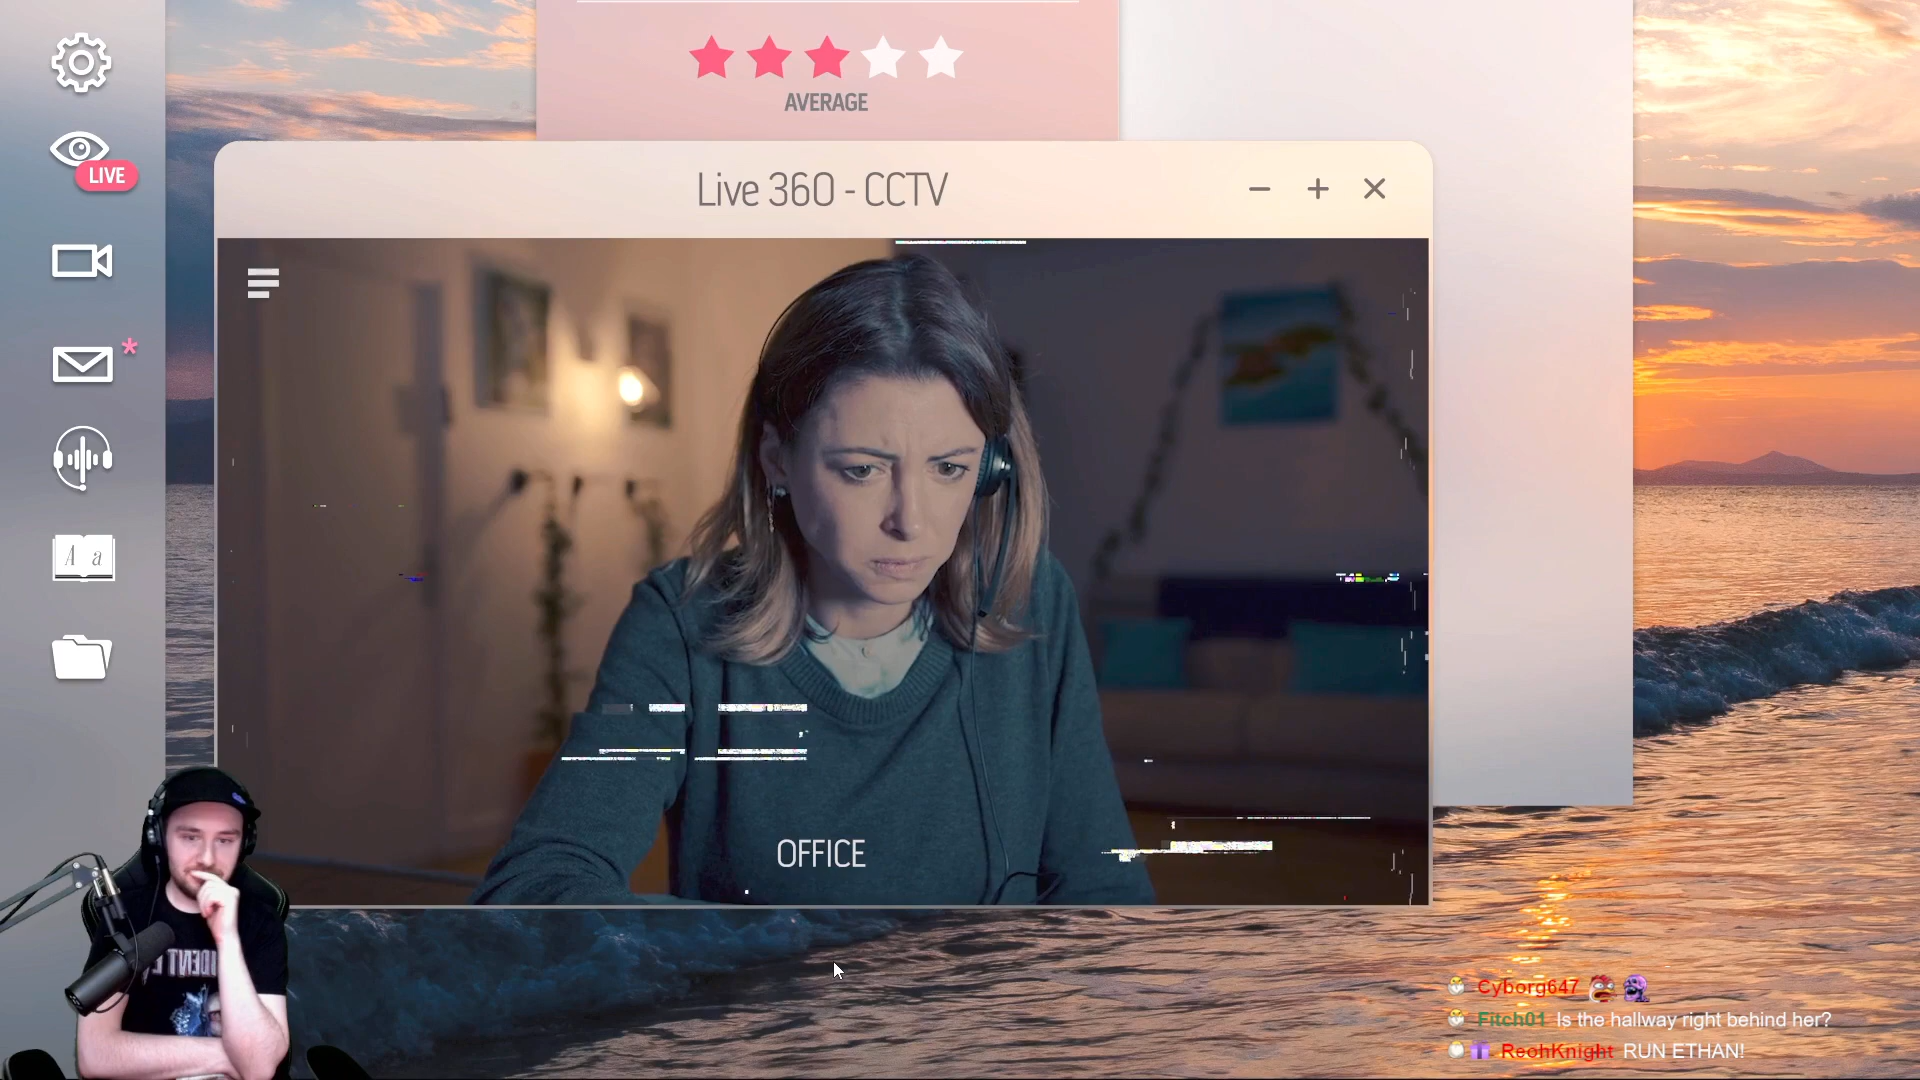 AVERAGE
Live 360 - CCTV
LIVE
A a
OFFICE
Cyborg647
Fitch01 Is the hallway right behind her?
ReohKnight RUN ETHAN!